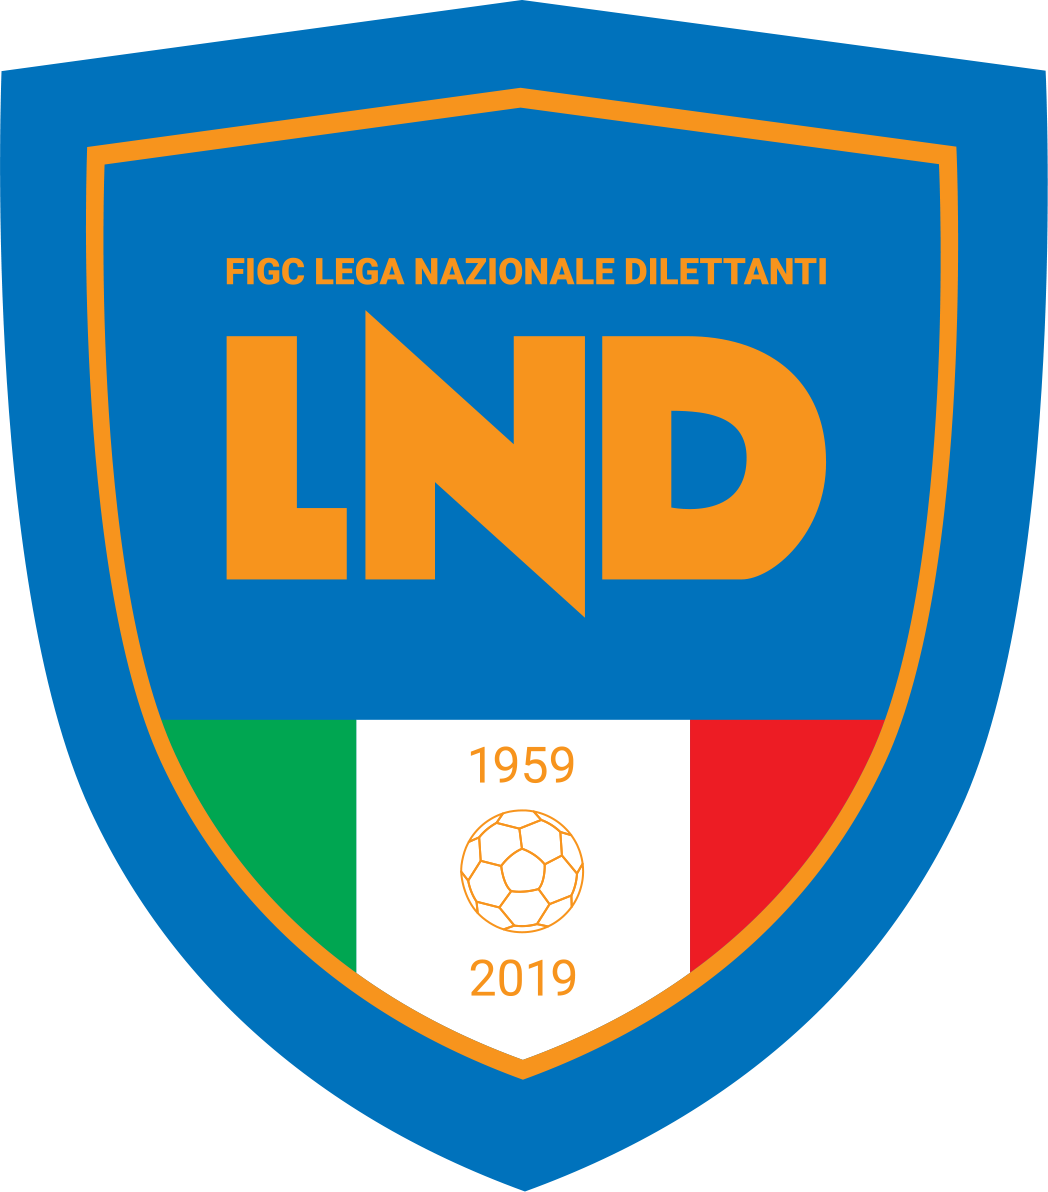 FIGC LEGA NAZIONALE DILETTANTI
LND
1959
2019